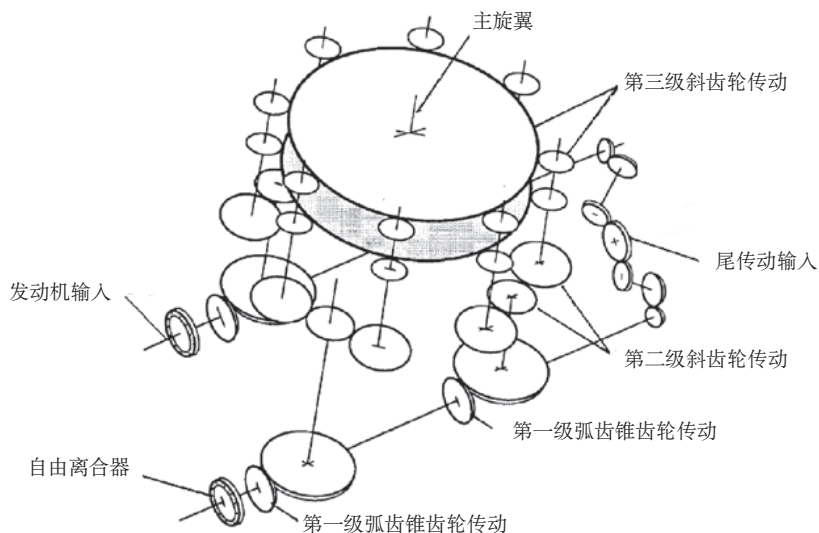 主旋翼
第三级斜齿轮传动
尾传动输入
发动机输入
第二级斜齿轮传动
第一级弧齿锥齿轮传动
自由离合器
第一级弧齿锥齿轮传动